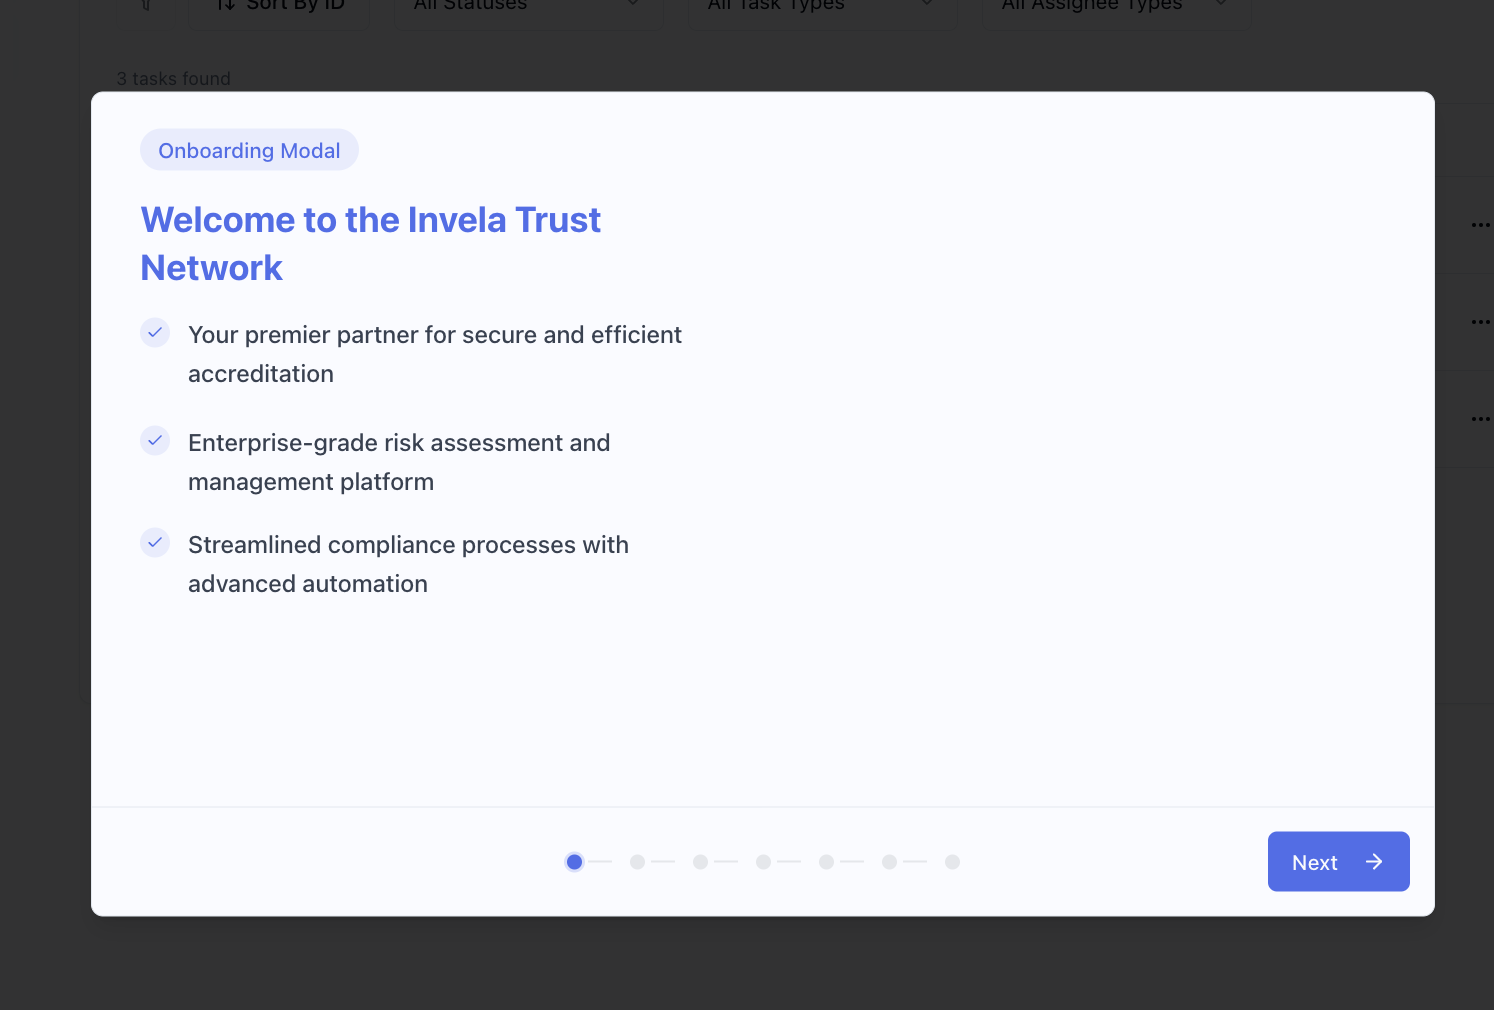 Sort By ID
All Statuses
All Task Types
All Assignee Types
3 tasks found
Onboarding Modal
Welcome to the Invela Trust
Network
Your premier partner for secure and efficient
accreditation
Enterprise-grade risk assessment and
management platform
Streamlined compliance processes with
advanced automation
Next